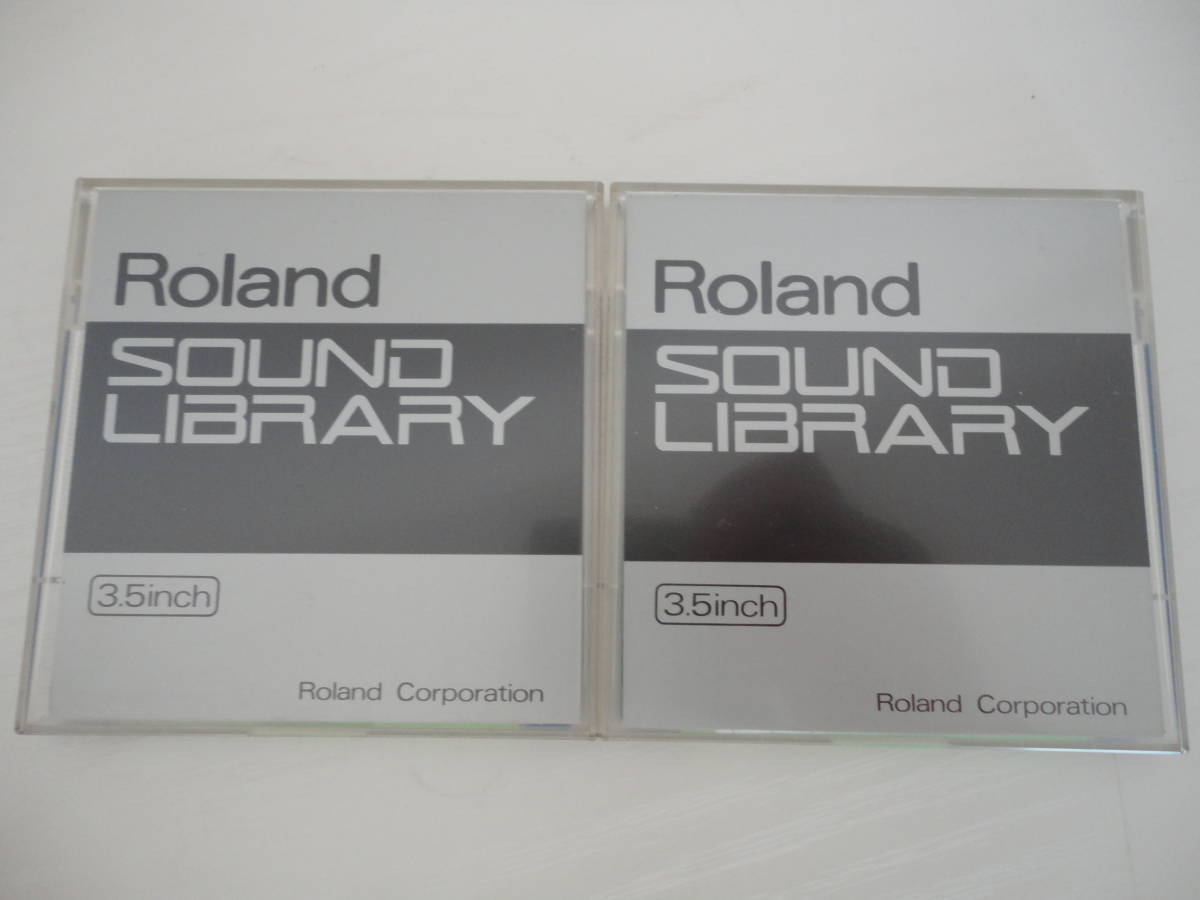 Roland
SOUND
LIBRARY
3.5inch
Roland Corporation
Roland
SOUND
LIBRARY
3.5inch
Roland Corporation